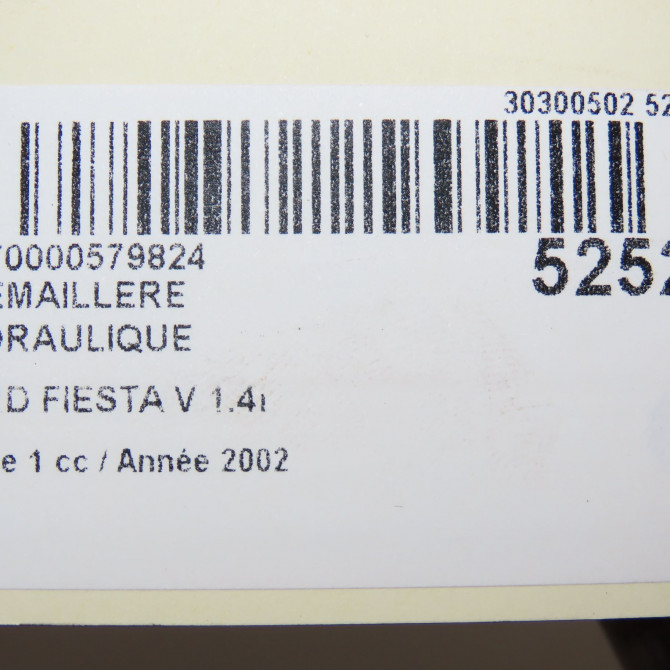 30300502 52
70000579824
5252
EMAILLERE
DRAULIQUE
D FIESTA V 1.4i
e 1 cc / Année 2002